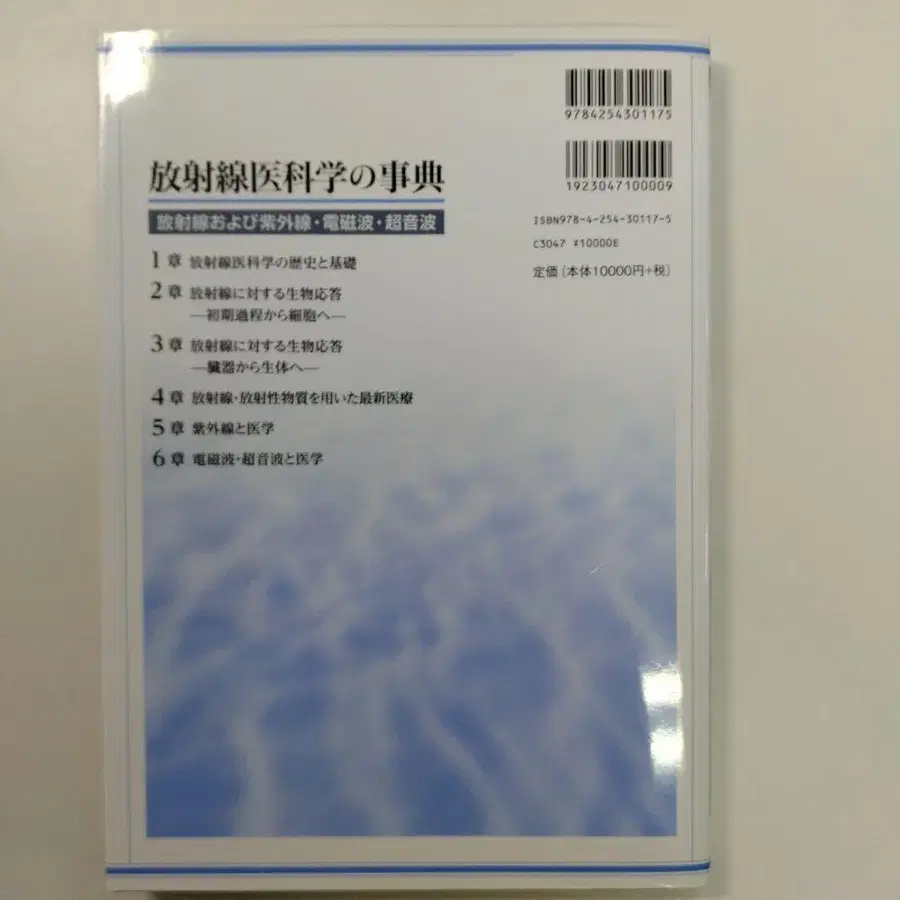 9784254301175
1923047100009
ISBN978-4-254-30117-5
C3047 ¥10000E
定価(本体10000円+税)
放射線医科学の事典
放射線および紫外線・電磁波・超音波
1章 放射線医科学の歴史と基礎
2章 放射線に対する生物応答
—初期過程から細胞へ—
3章 放射線に対する生物応答
—臓器から生体へ—
4章 放射線・放射性物質を用いた最新医療
5章 紫外線と医学
6章 電磁波・超音波と医学